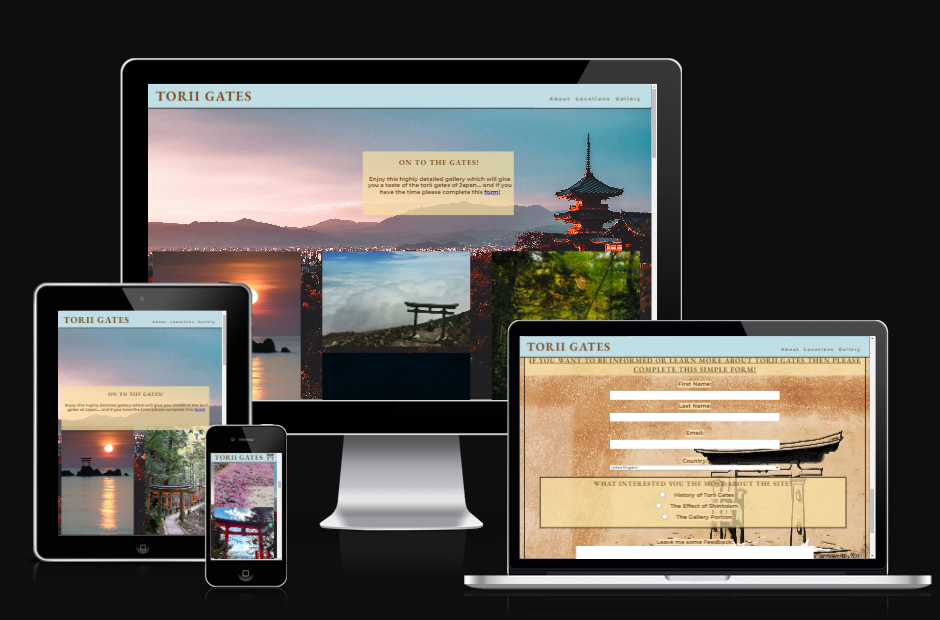 TORII GATES
About Locations Gallery
ON TO THE GATES!
Enjoy this highly detailed gallery which will give
you a taste of the torii gates of Japan... and if you
have the time please complete this form!
TORII GATES
About Locations Gallery
ON TO THE GATES!
Enjoy this highly detailed gallery which will give you a taste of the torii
gates of Japan... and if you have the time please complete this form!
TORII GATES
TORII GATES
About Locations Gallery
IF YOU WANT TO BE INFORMED OR LEARN MORE ABOUT TORII GATES THEN PLEASE
COMPLETE THIS SIMPLE FORM!
First Name:
Last Name:
Email:
Country:
United Kingdom
WHAT INTERESTED YOU THE MOST ABOUT THE SITE?
History of Torii Gates
The Effect of Shintoism
The Gallery Portion
Leave me some Feedback: